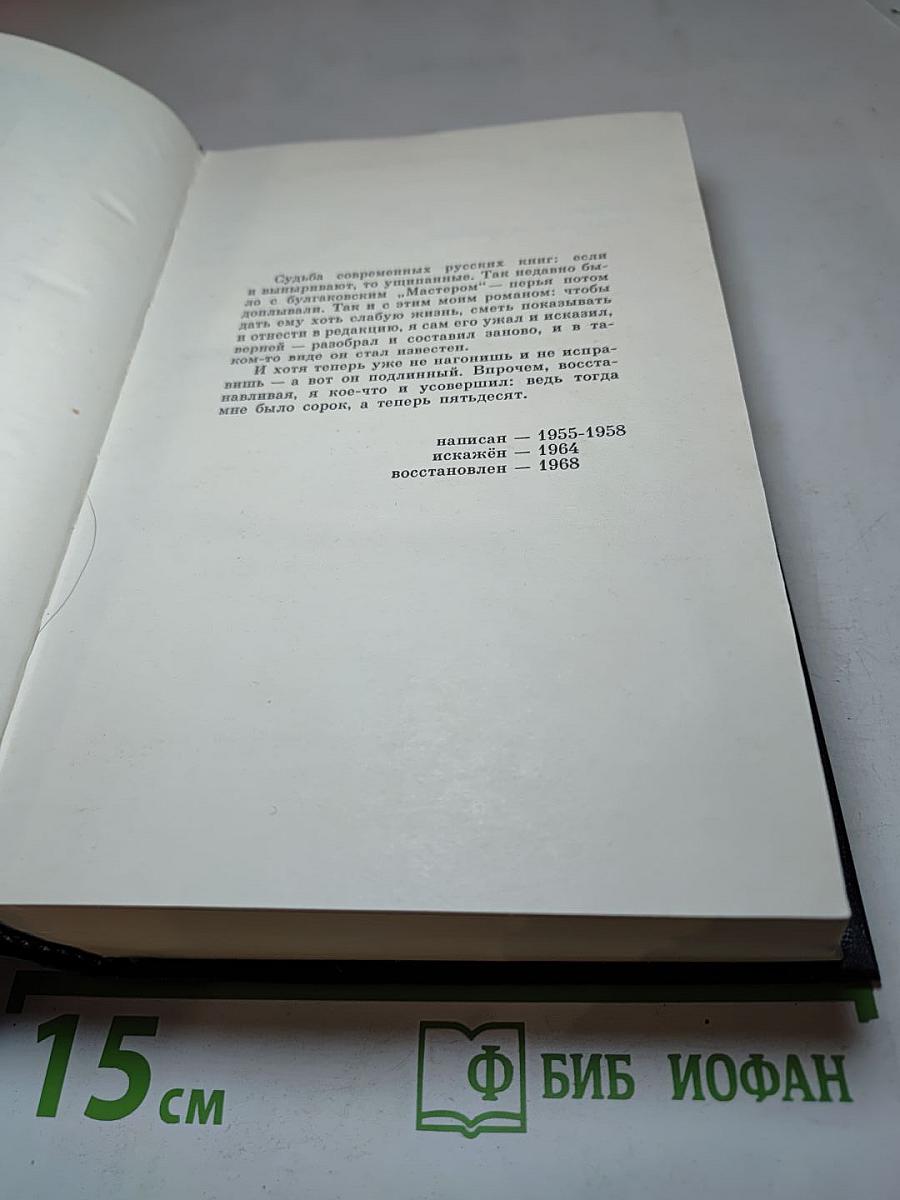 Судьба современных русских книг: если
и выныривают, то ущипанные. Так недавно бы-
ло с булгаковским „Мастером“ — перья потом
доплывали. Так и с этим моим романом: чтобы
дать ему хоть слабую жизнь, сметь показывать
и отнести в редакцию, я сам его ужал и исказил,
верней — разобрал и составил заново, и в та-
ком-то виде он стал известен.
И хотя теперь уже не нагонишь и не испра-
вишь — а вот он подлинный. Впрочем, восста-
навливая, я кое-что и усовершил: ведь тогда
мне было сорок, а теперь пятьдесят.
написан — 1955-1958
искажён — 1964
восстановлен — 1968
15 см
Ф БИБ ИОФАН